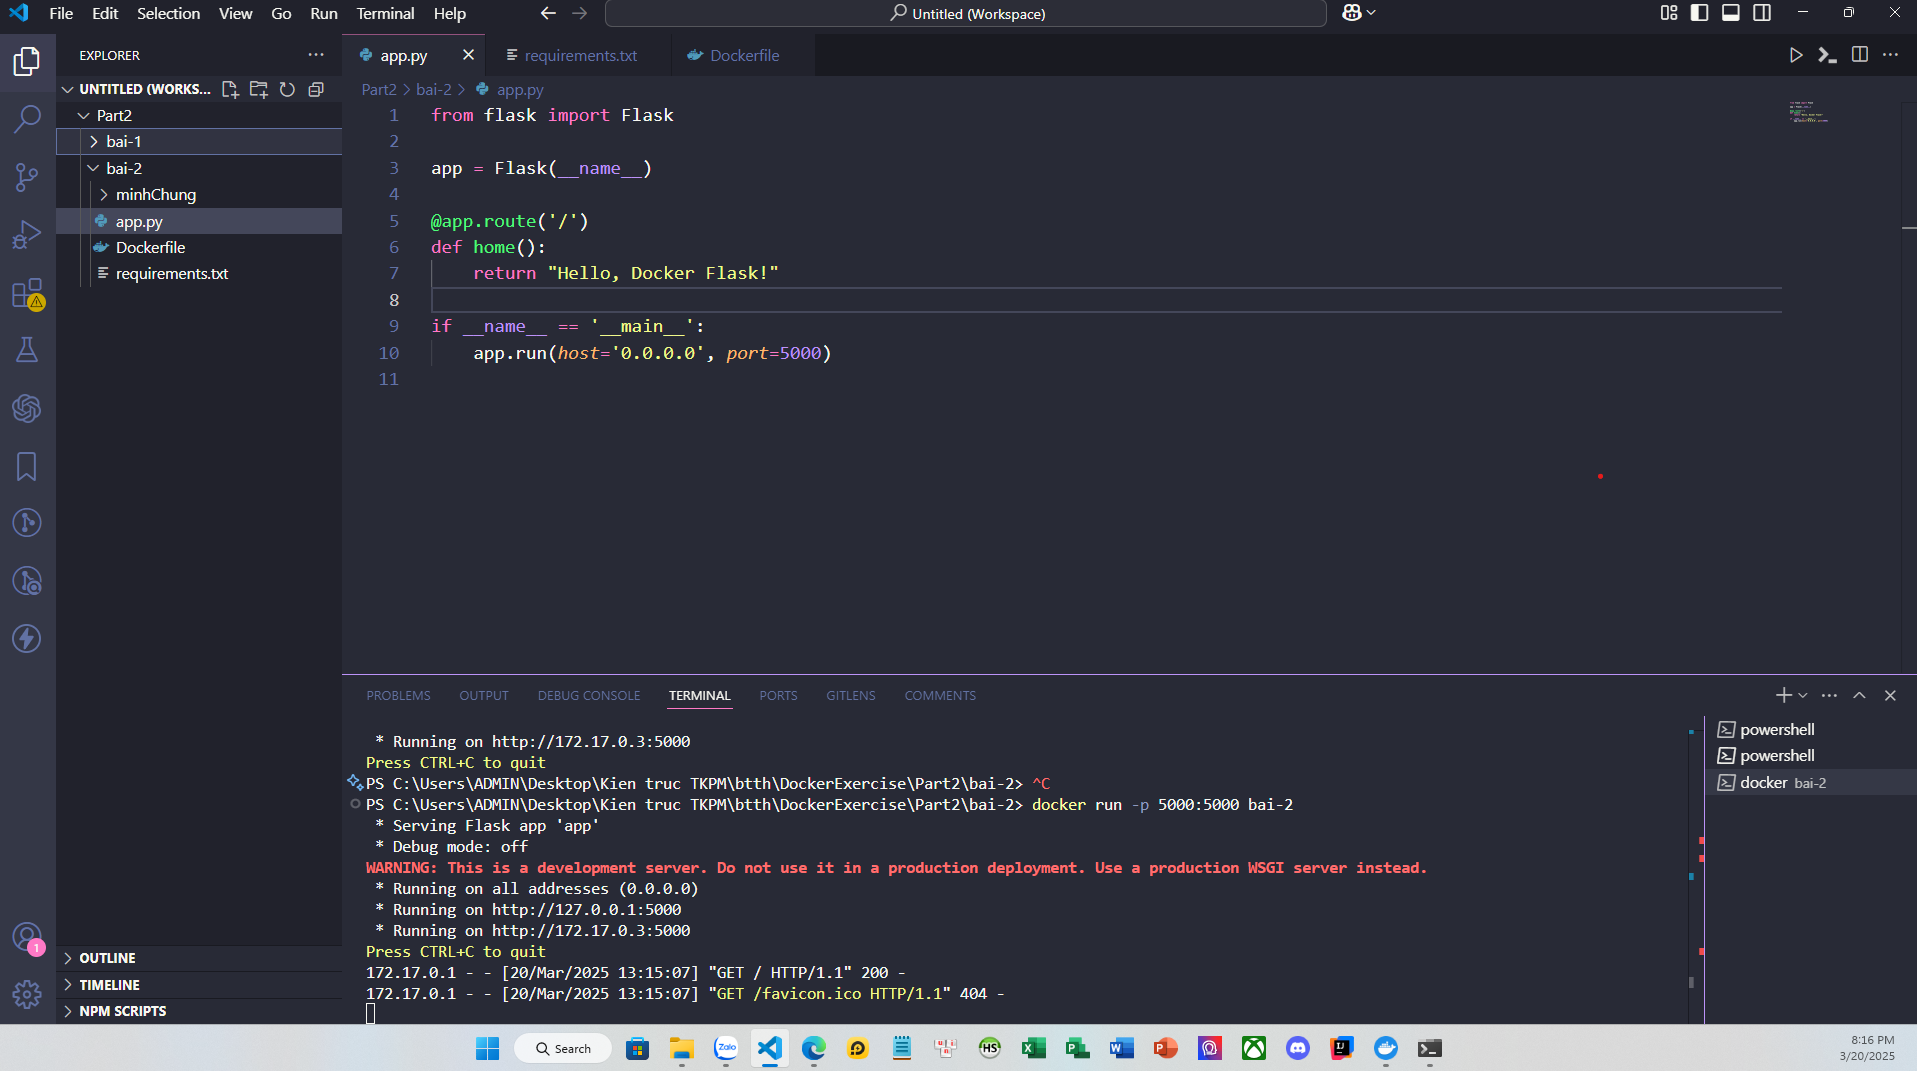 File Edit Selection View Go Run Terminal Help
Untitled (Workspace)
EXPLORER
UNTITLED (WORKS...
Part2
bai-1
bai-2
minhChung
app.py
Dockerfile
requirements.txt
OUTLINE
TIMELINE
NPM SCRIPTS
1
app.py requirements.txt Dockerfile
Part2 > bai-2 > app.py
1 from flask import Flask
2
3 app = Flask(__name__)
4
5 @app.route('/')
6 def home():
7 return "Hello, Docker Flask!"
8
9 if __name__ == '__main__':
10 app.run(host='0.0.0.0', port=5000)
11
PROBLEMS OUTPUT DEBUG CONSOLE TERMINAL PORTS GITLENS COMMENTS
* Running on http://172.17.0.3:5000
Press CTRL+C to quit
PS C:\Users\ADMIN\Desktop\Kien truc TKPM\btth\DockerExercise\Part2\bai-2> ^C
PS C:\Users\ADMIN\Desktop\Kien truc TKPM\btth\DockerExercise\Part2\bai-2> docker run -p 5000:5000 bai-2
* Serving Flask app 'app'
* Debug mode: off
WARNING: This is a development server. Do not use it in a production deployment. Use a production WSGI server instead.
* Running on all addresses (0.0.0.0)
* Running on http://127.0.0.1:5000
* Running on http://172.17.0.3:5000
Press CTRL+C to quit
172.17.0.1 - - [20/Mar/2025 13:15:07] "GET / HTTP/1.1" 200 -
172.17.0.1 - - [20/Mar/2025 13:15:07] "GET /favicon.ico HTTP/1.1" 404 -
powershell
powershell
docker bai-2
Search
Zalo
HS
8:16 PM
3/20/2025